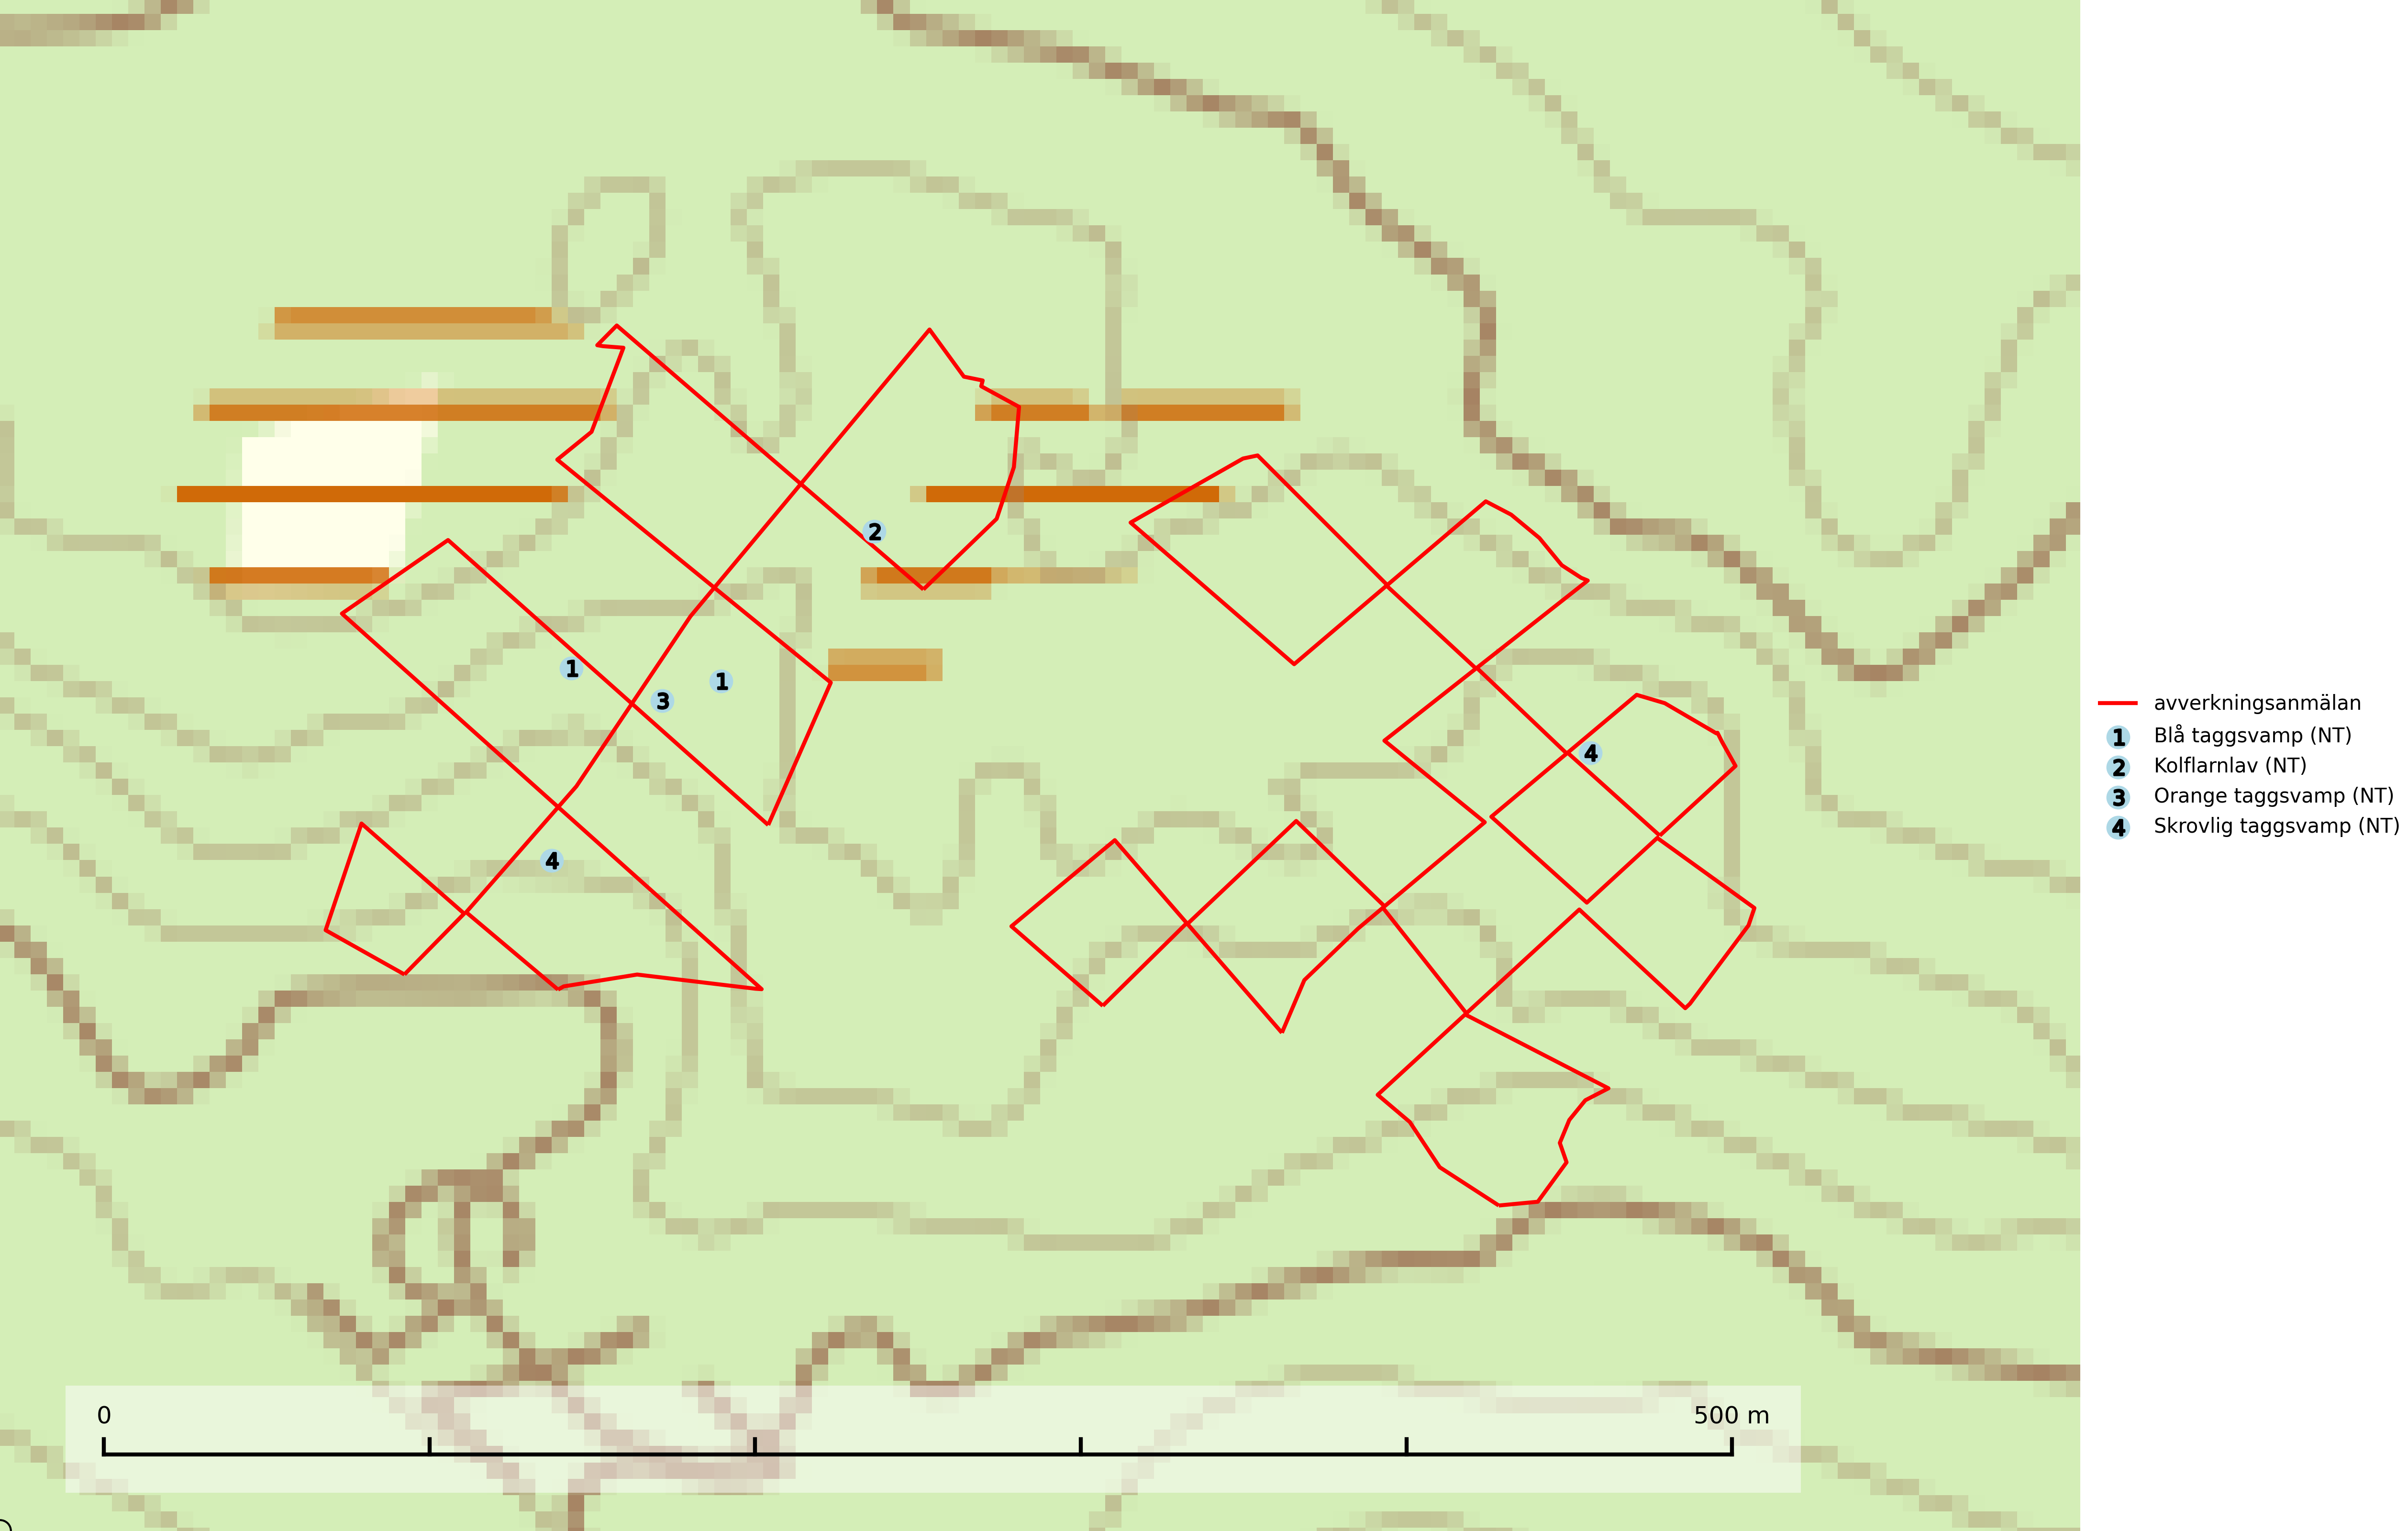 2
1
1
3
4
4
avverkningsanmälan
1 Blå taggsvamp (NT)
2 Kolflarnlav (NT)
3 Orange taggsvamp (NT)
4 Skrovlig taggsvamp (NT)
0 500 m